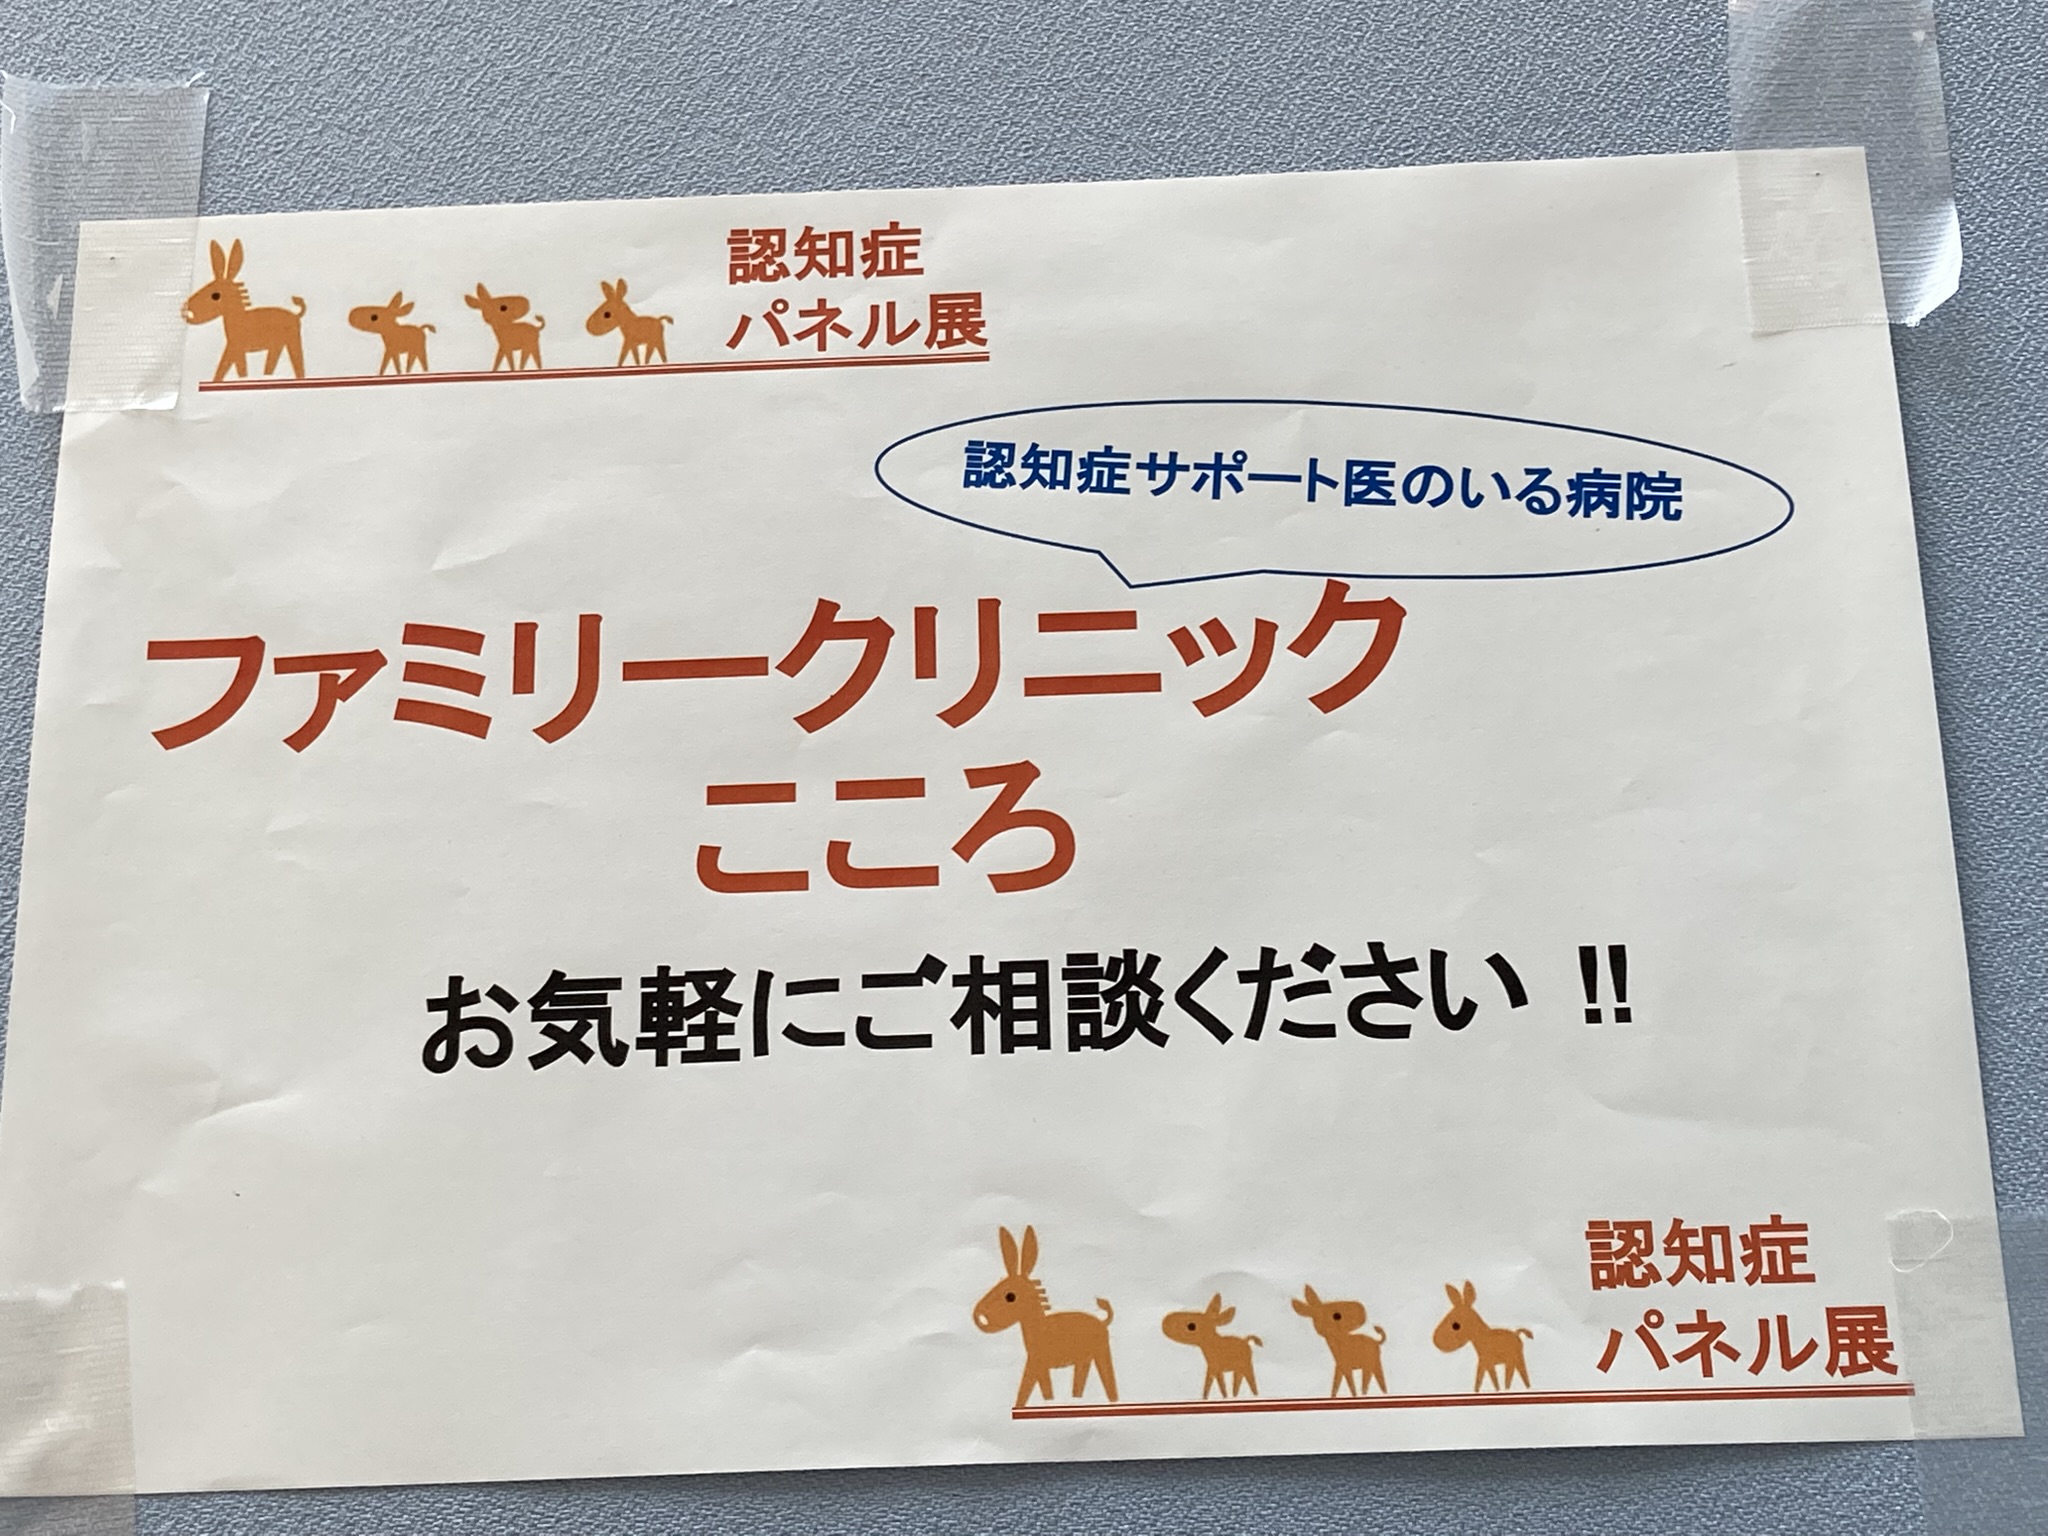 認知症
パネル展
認知症サポート医のいる病院
ファミリークリニック
こころ
お気軽にご相談ください !!
認知症
パネル展